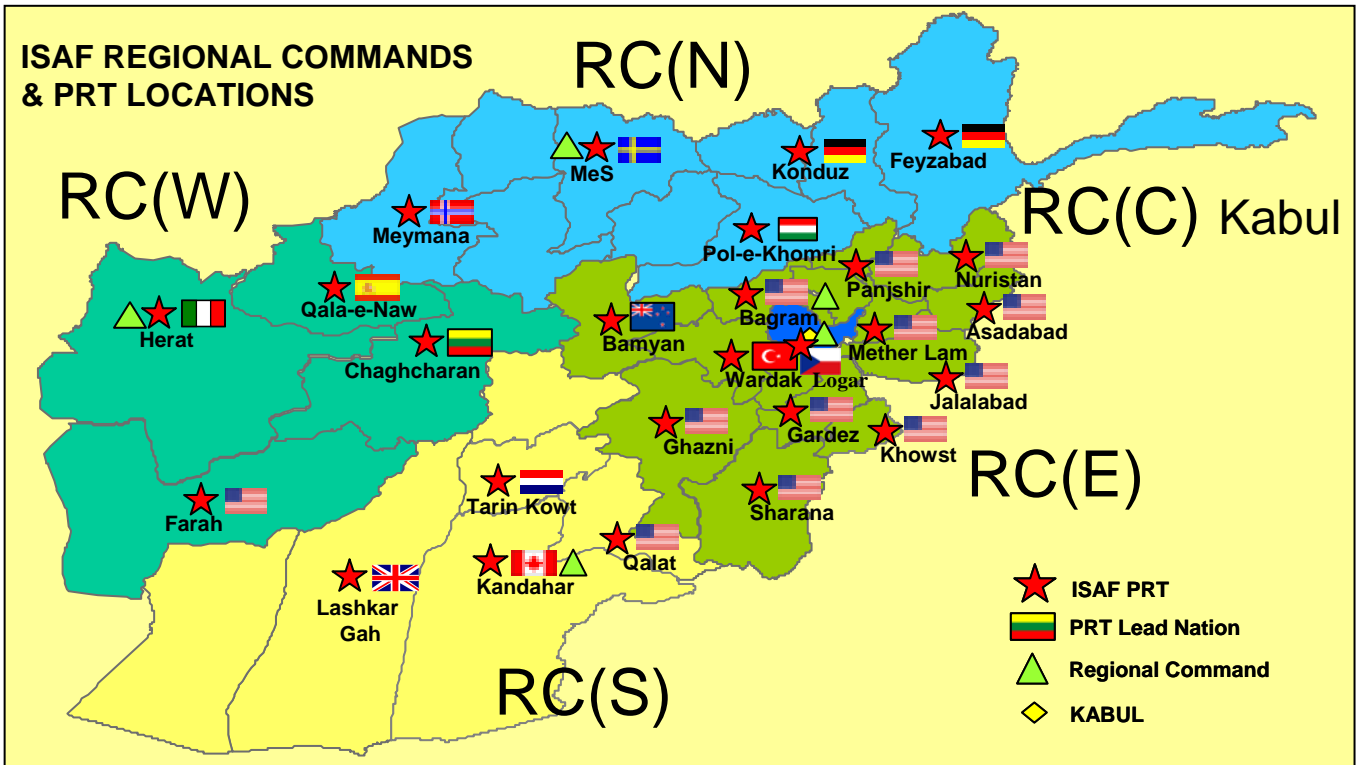 ISAF REGIONAL COMMANDS
& PRT LOCATIONS
RC(N)
RC(W)
RC(C) Kabul
MeS
Konduz
Feyzabad
Meymana
Pol-e-Khomri
Panjshir
Nuristan
Qala-e-Naw
Bagram
Asadabad
Herat
Bamyan
Mether Lam
Chaghcharan
Wardak
Logar
Jalalabad
Ghazni
Gardez
Khowst
RC(E)
Tarin Kowt
Sharana
Farah
Qalat
Kandahar
Lashkar
Gah
RC(S)
ISAF PRT
PRT Lead Nation
Regional Command
KABUL